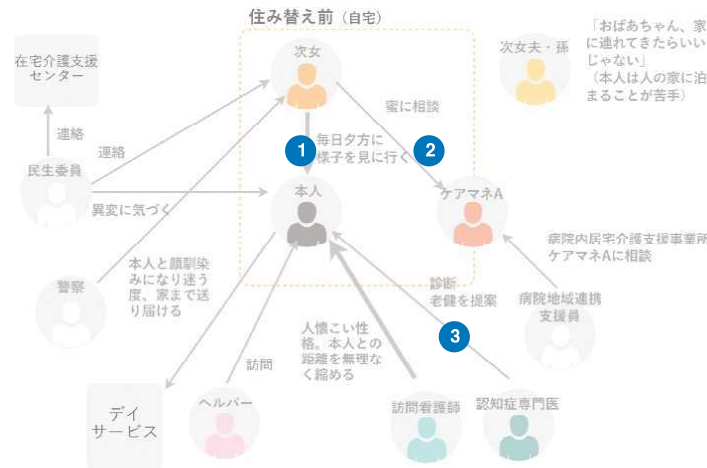 住み替え前（自宅）
次女
在宅介護支援
センター
次女夫・孫
「おばあちゃん、家
に連れてきたらいい
じゃない」
（本人は人の家に泊
まることが苦手）
連絡
連絡
蜜に相談
1
毎日夕方に
様子を見に行く
2
民生委員
異変に気づく
本人
ケアマネA
病院内居宅介護支援事業所
ケアマネAに相談
警察
本人と顔馴染
みになり迷う
度、家まで送
り届ける
診断
老健を提案
病院地域連携
支援員
3
人懐こい性
格。本人との
距離を無理な
く縮める
訪問
デイ
サービス
ヘルパー
訪問看護師
認知症専門医